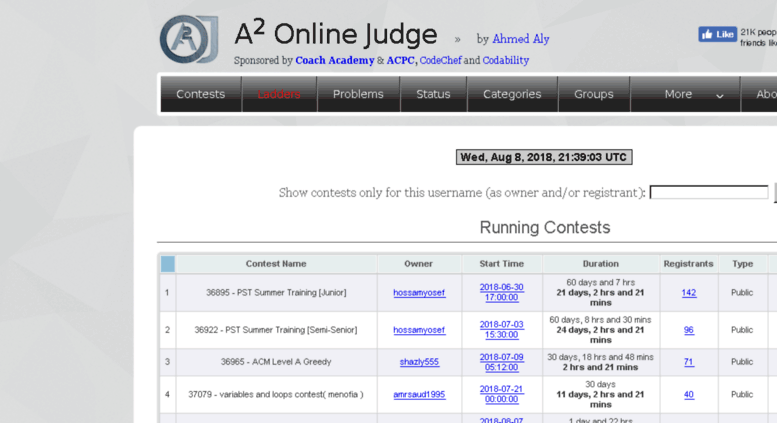 A² Online Judge » by Ahmed Aly
Like 21K peop
friends lik
Sponsored by Coach Academy & ACPC, CodeChef and Codability
Contests Ladders Problems Status Categories Groups More Abo
Wed, Aug 8, 2018, 21:39:03 UTC
Show contests only for this username (as owner and/or registrant):
Running Contests
Contest Name Owner Start Time Duration Registrants Type
1 36895 - PST Summer Training [Junior] hossamyosef 2018-06-30 17:00:00 60 days and 7 hrs 21 days, 2 hrs and 21 mins 142 Public
2 36922 - PST Summer Training [Semi-Senior] hossamyosef 2018-07-03 15:30:00 60 days, 8 hrs and 30 mins 24 days, 2 hrs and 21 mins 96 Public
3 36965 - ACM Level A Greedy shazly555 2018-07-09 05:12:00 30 days, 18 hrs and 48 mins 2 hrs and 21 mins 71 Public
4 37079 - variables and loops contest( menofia ) amrsaud1995 2018-07-21 00:00:00 30 days 11 days, 2 hrs and 21 mins 40 Public
2018-08-07 1 day and 22 hrs